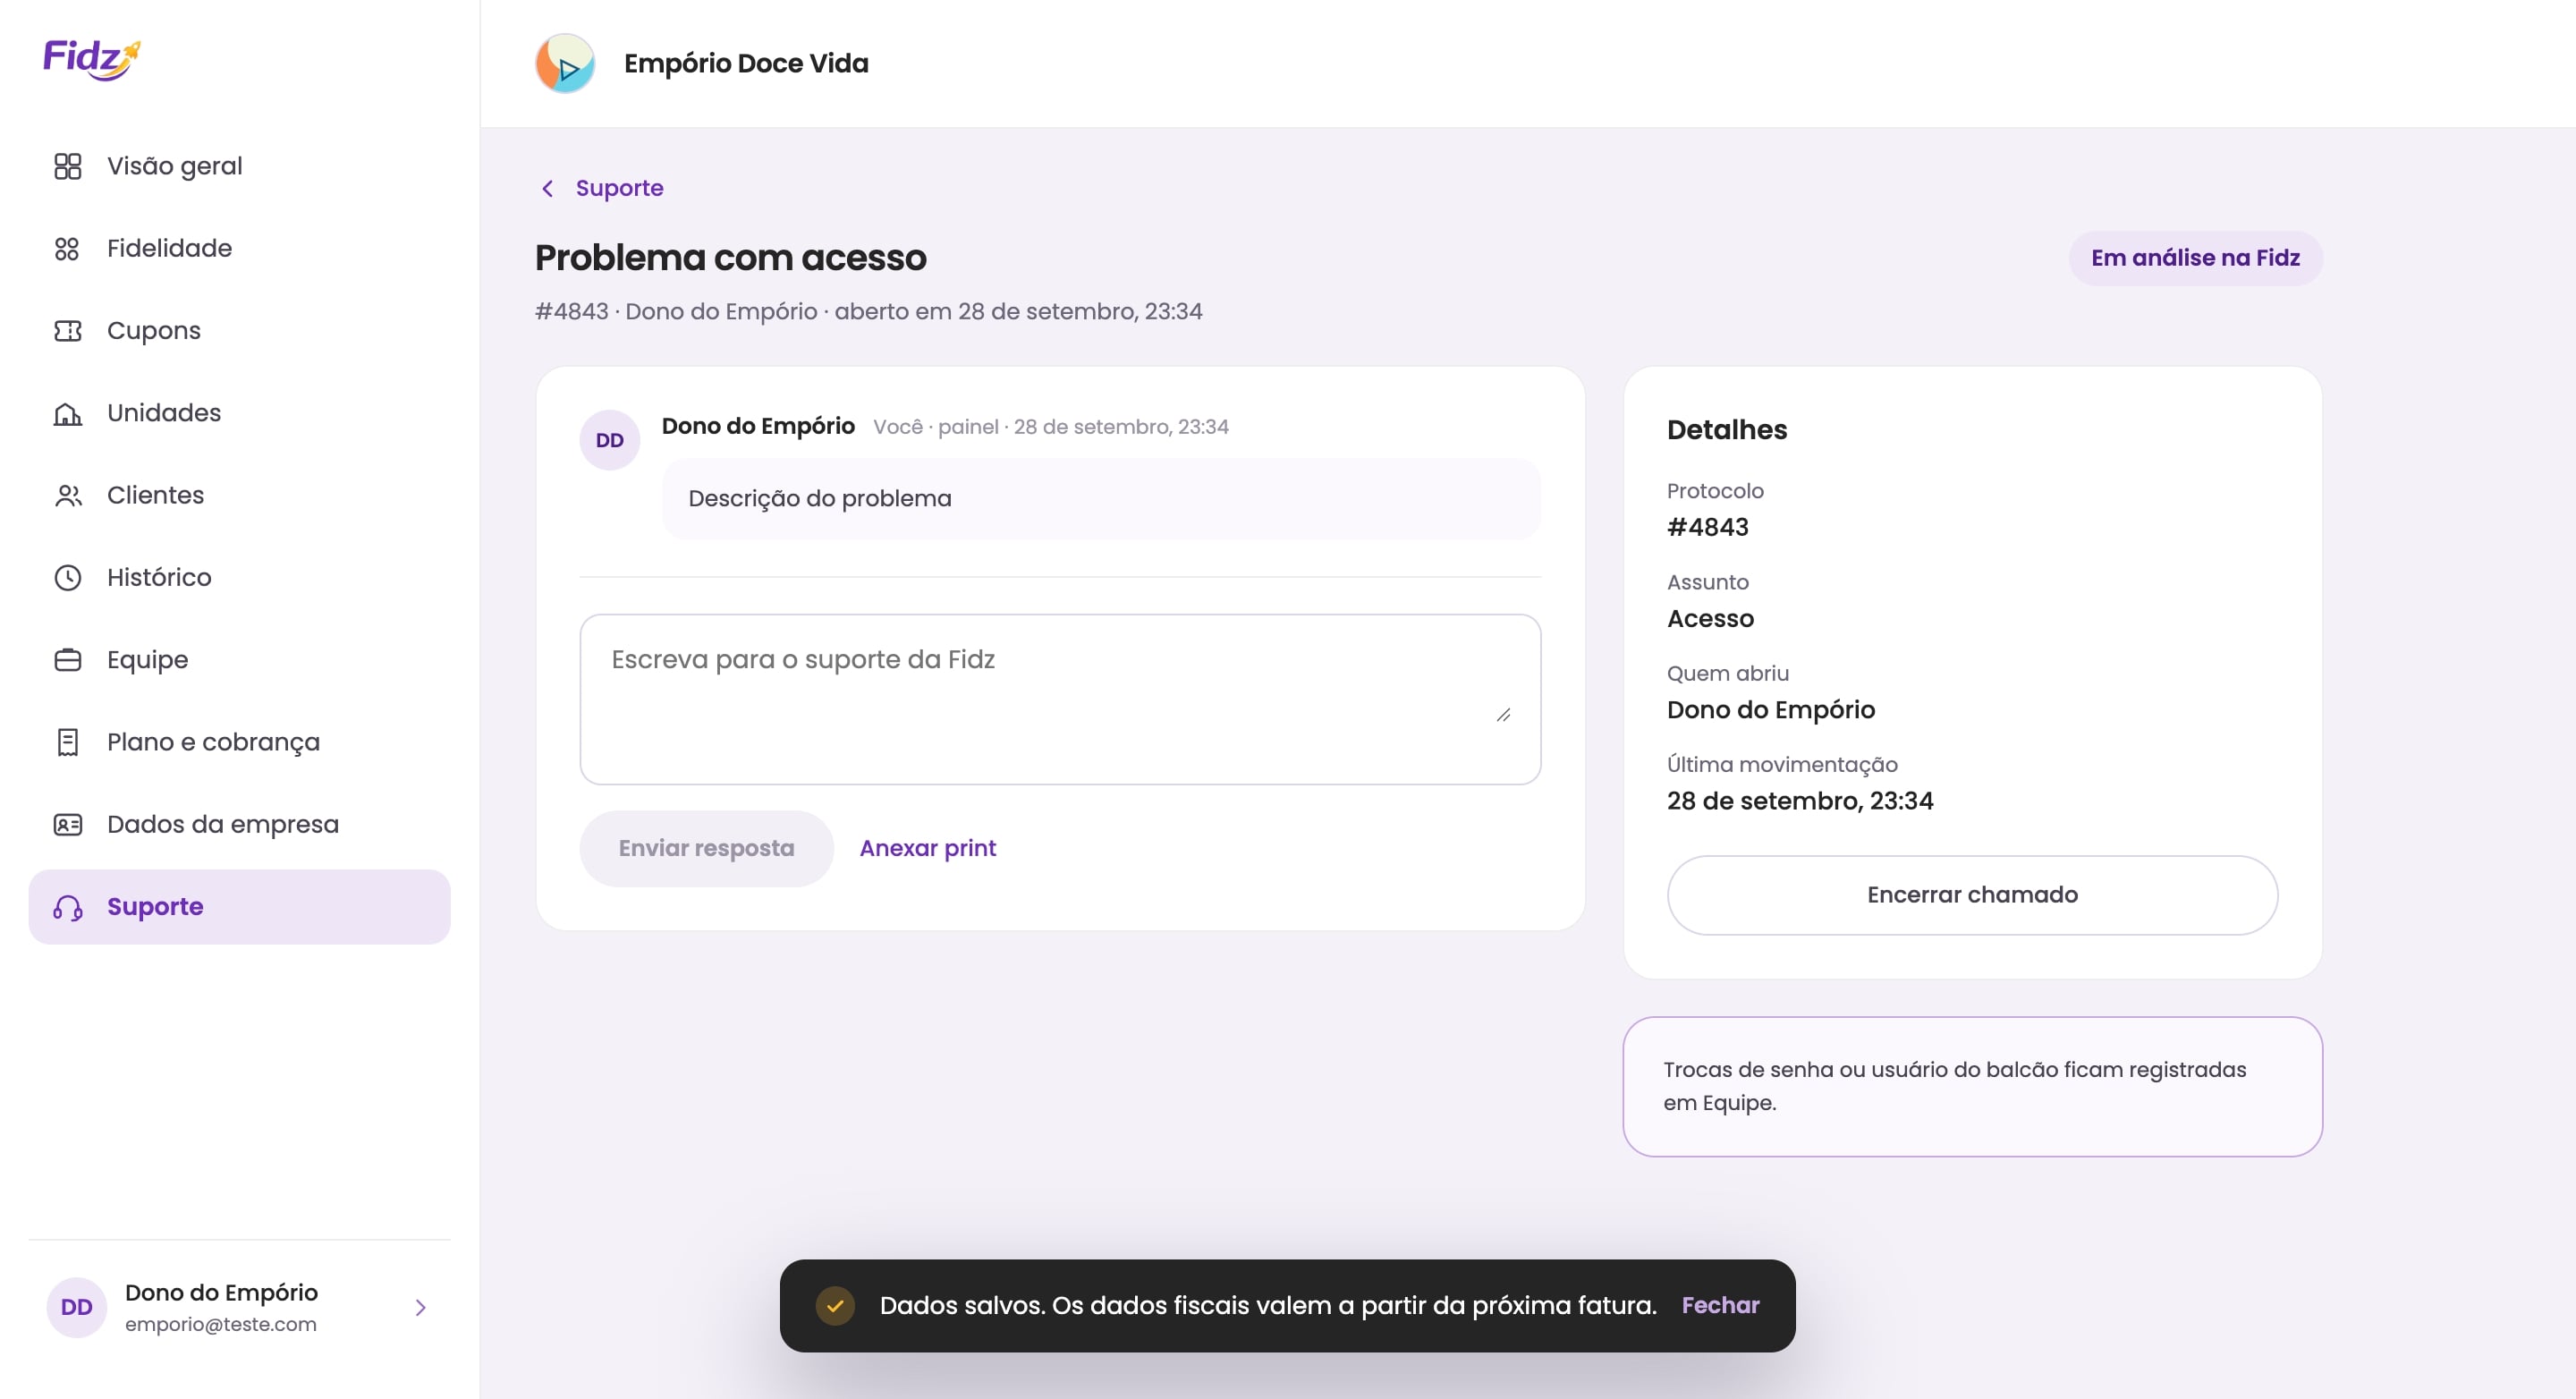 Fidz
Visão geral
Fidelidade
Cupons
Unidades
Clientes
Histórico
Equipe
Plano e cobrança
Dados da empresa
Suporte
DD
Dono do Empório
emporio@teste.com
Empório Doce Vida
Suporte
Problema com acesso
Em análise na Fidz
#4843 · Dono do Empório · aberto em 28 de setembro, 23:34
DD
Dono do Empório Você · painel · 28 de setembro, 23:34
Descrição do problema
Escreva para o suporte da Fidz
Enviar resposta
Anexar print
Detalhes
Protocolo
#4843
Assunto
Acesso
Quem abriu
Dono do Empório
Última movimentação
28 de setembro, 23:34
Encerrar chamado
Trocas de senha ou usuário do balcão ficam registradas
em Equipe.
Dados salvos. Os dados fiscais valem a partir da próxima fatura. Fechar